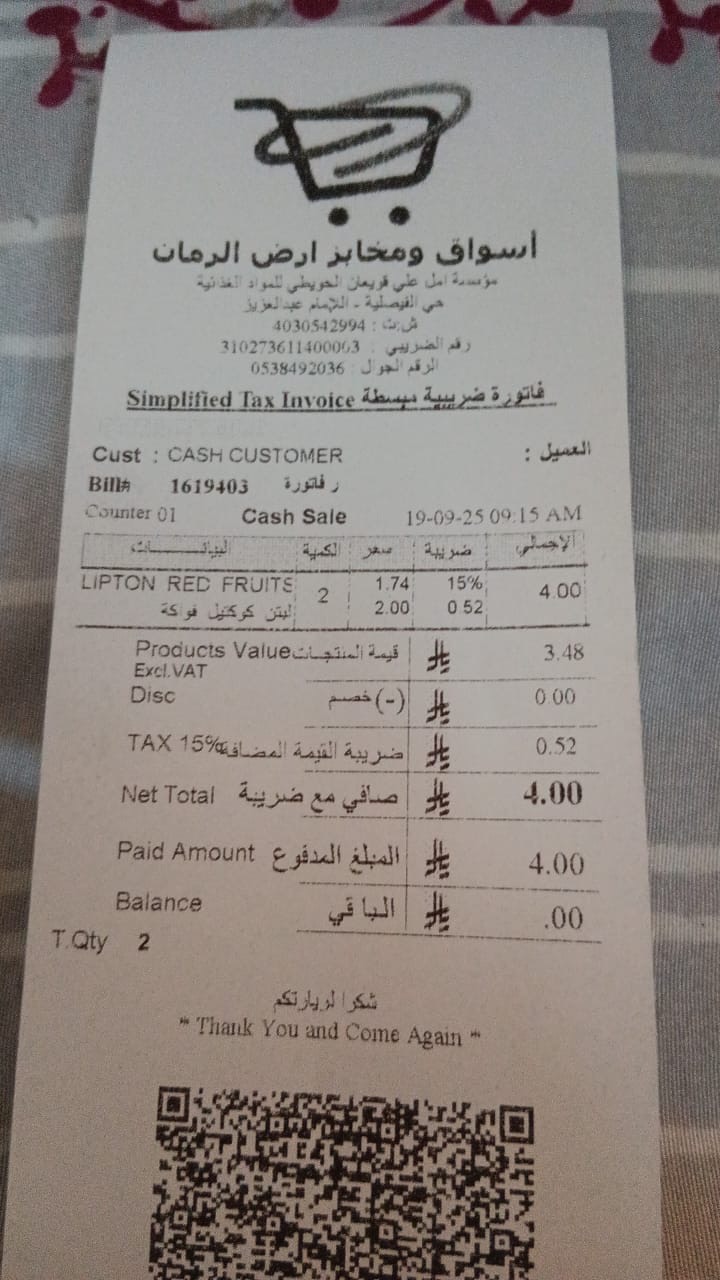 أسواق ومخابز ارض الرمان
مؤسسة امل علي قويعان الحويطي للمواد الغذائية
حي الفيصلية - اللإمام عبدالعزيز
ش.ت : 4030542994
رقم الضريبي : 310273611400003
الرقم الجوال : 0538492036
Simplified Tax Invoice فاتورة ضريبية مبسطة
Cust : CASH CUSTOMER العميل :
Bill# 1619403 ر فاتورة
Counter 01 Cash Sale 19-09-25 09:15 AM
البيانـــــات الكمية سعر ضريبة الإجمالي
LIPTON RED FRUITS 2 1.74 15% 4.00
لبتن كوكتيل فوكة 2.00 0.52
Products Value قيمة المنتجات 3.48
Excl.VAT
Disc خصم (-) 0.00
TAX 15% ضريبة القيمة المضافة 0.52
Net Total صافي مع ضريبة 4.00
Paid Amount المبلغ المدفوع 4.00
Balance الباقي .00
T.Qty 2
شكرا لزيارتكم
" Thank You and Come Again "